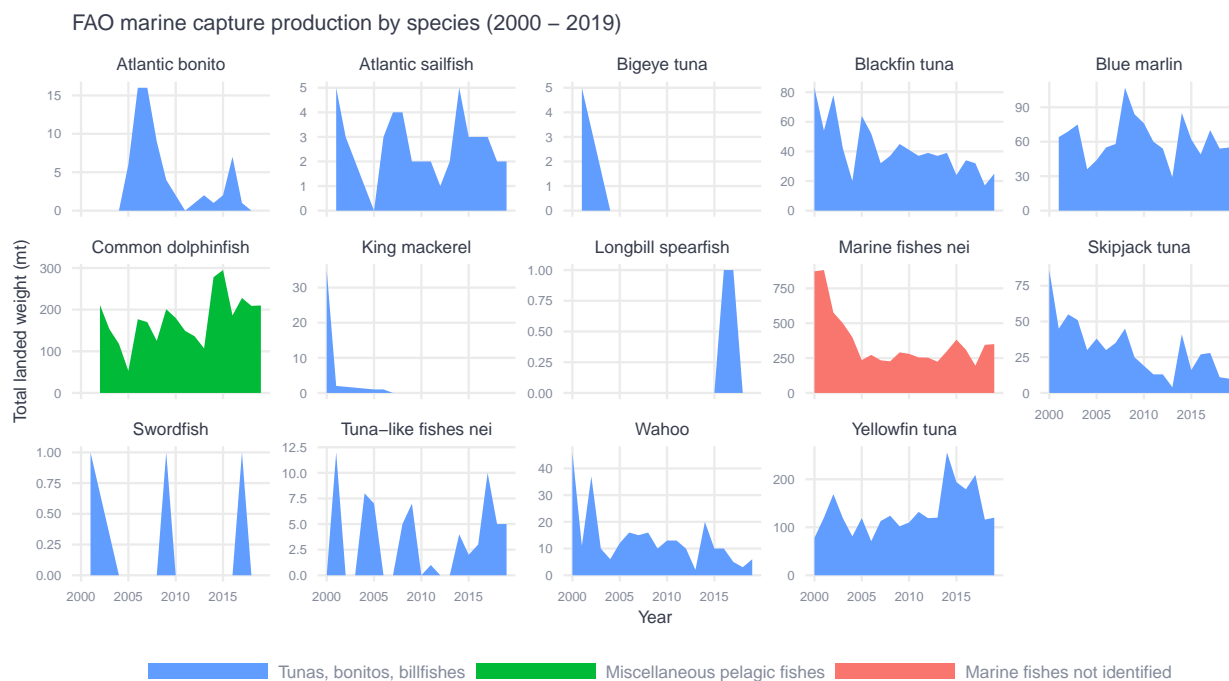 FAO marine capture production by species (2000 − 2019)
Atlantic bonito
Atlantic sailfish
Bigeye tuna
Blackfin tuna
Blue marlin
15
10
5
0
5
4
3
2
1
0
5
4
3
2
1
0
80
60
40
20
0
90
60
30
0
Total landed weight (mt)
Common dolphinfish
King mackerel
Longbill spearfish
Marine fishes nei
Skipjack tuna
300
200
100
0
30
20
10
0
1.00
0.75
0.50
0.25
0.00
750
500
250
0
75
50
25
0
2000 2005 2010 2015
Swordfish
Tuna−like fishes nei
Wahoo
Yellowfin tuna
1.00
0.75
0.50
0.25
0.00
12.5
10.0
7.5
5.0
2.5
0.0
40
30
20
10
0
200
100
0
2000 2005 2010 2015
2000 2005 2010 2015
2000 2005 2010 2015
2000 2005 2010 2015
Year
Tunas, bonitos, billfishes
Miscellaneous pelagic fishes
Marine fishes not identified